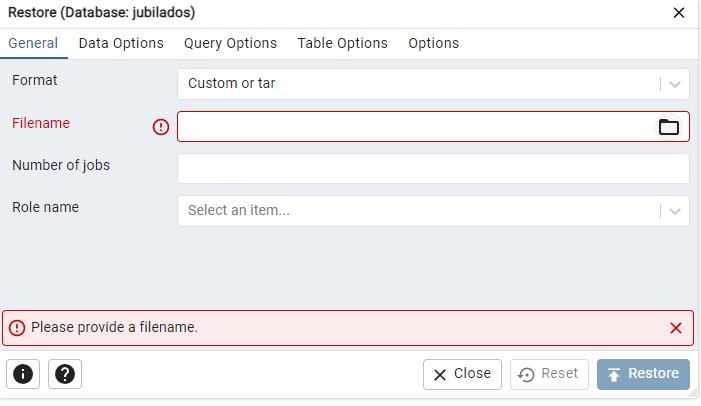 Restore (Database: jubilados)
General Data Options Query Options Table Options Options
Format Custom or tar
Filename
Number of jobs
Role name Select an item...
Please provide a filename.
Close Reset Restore